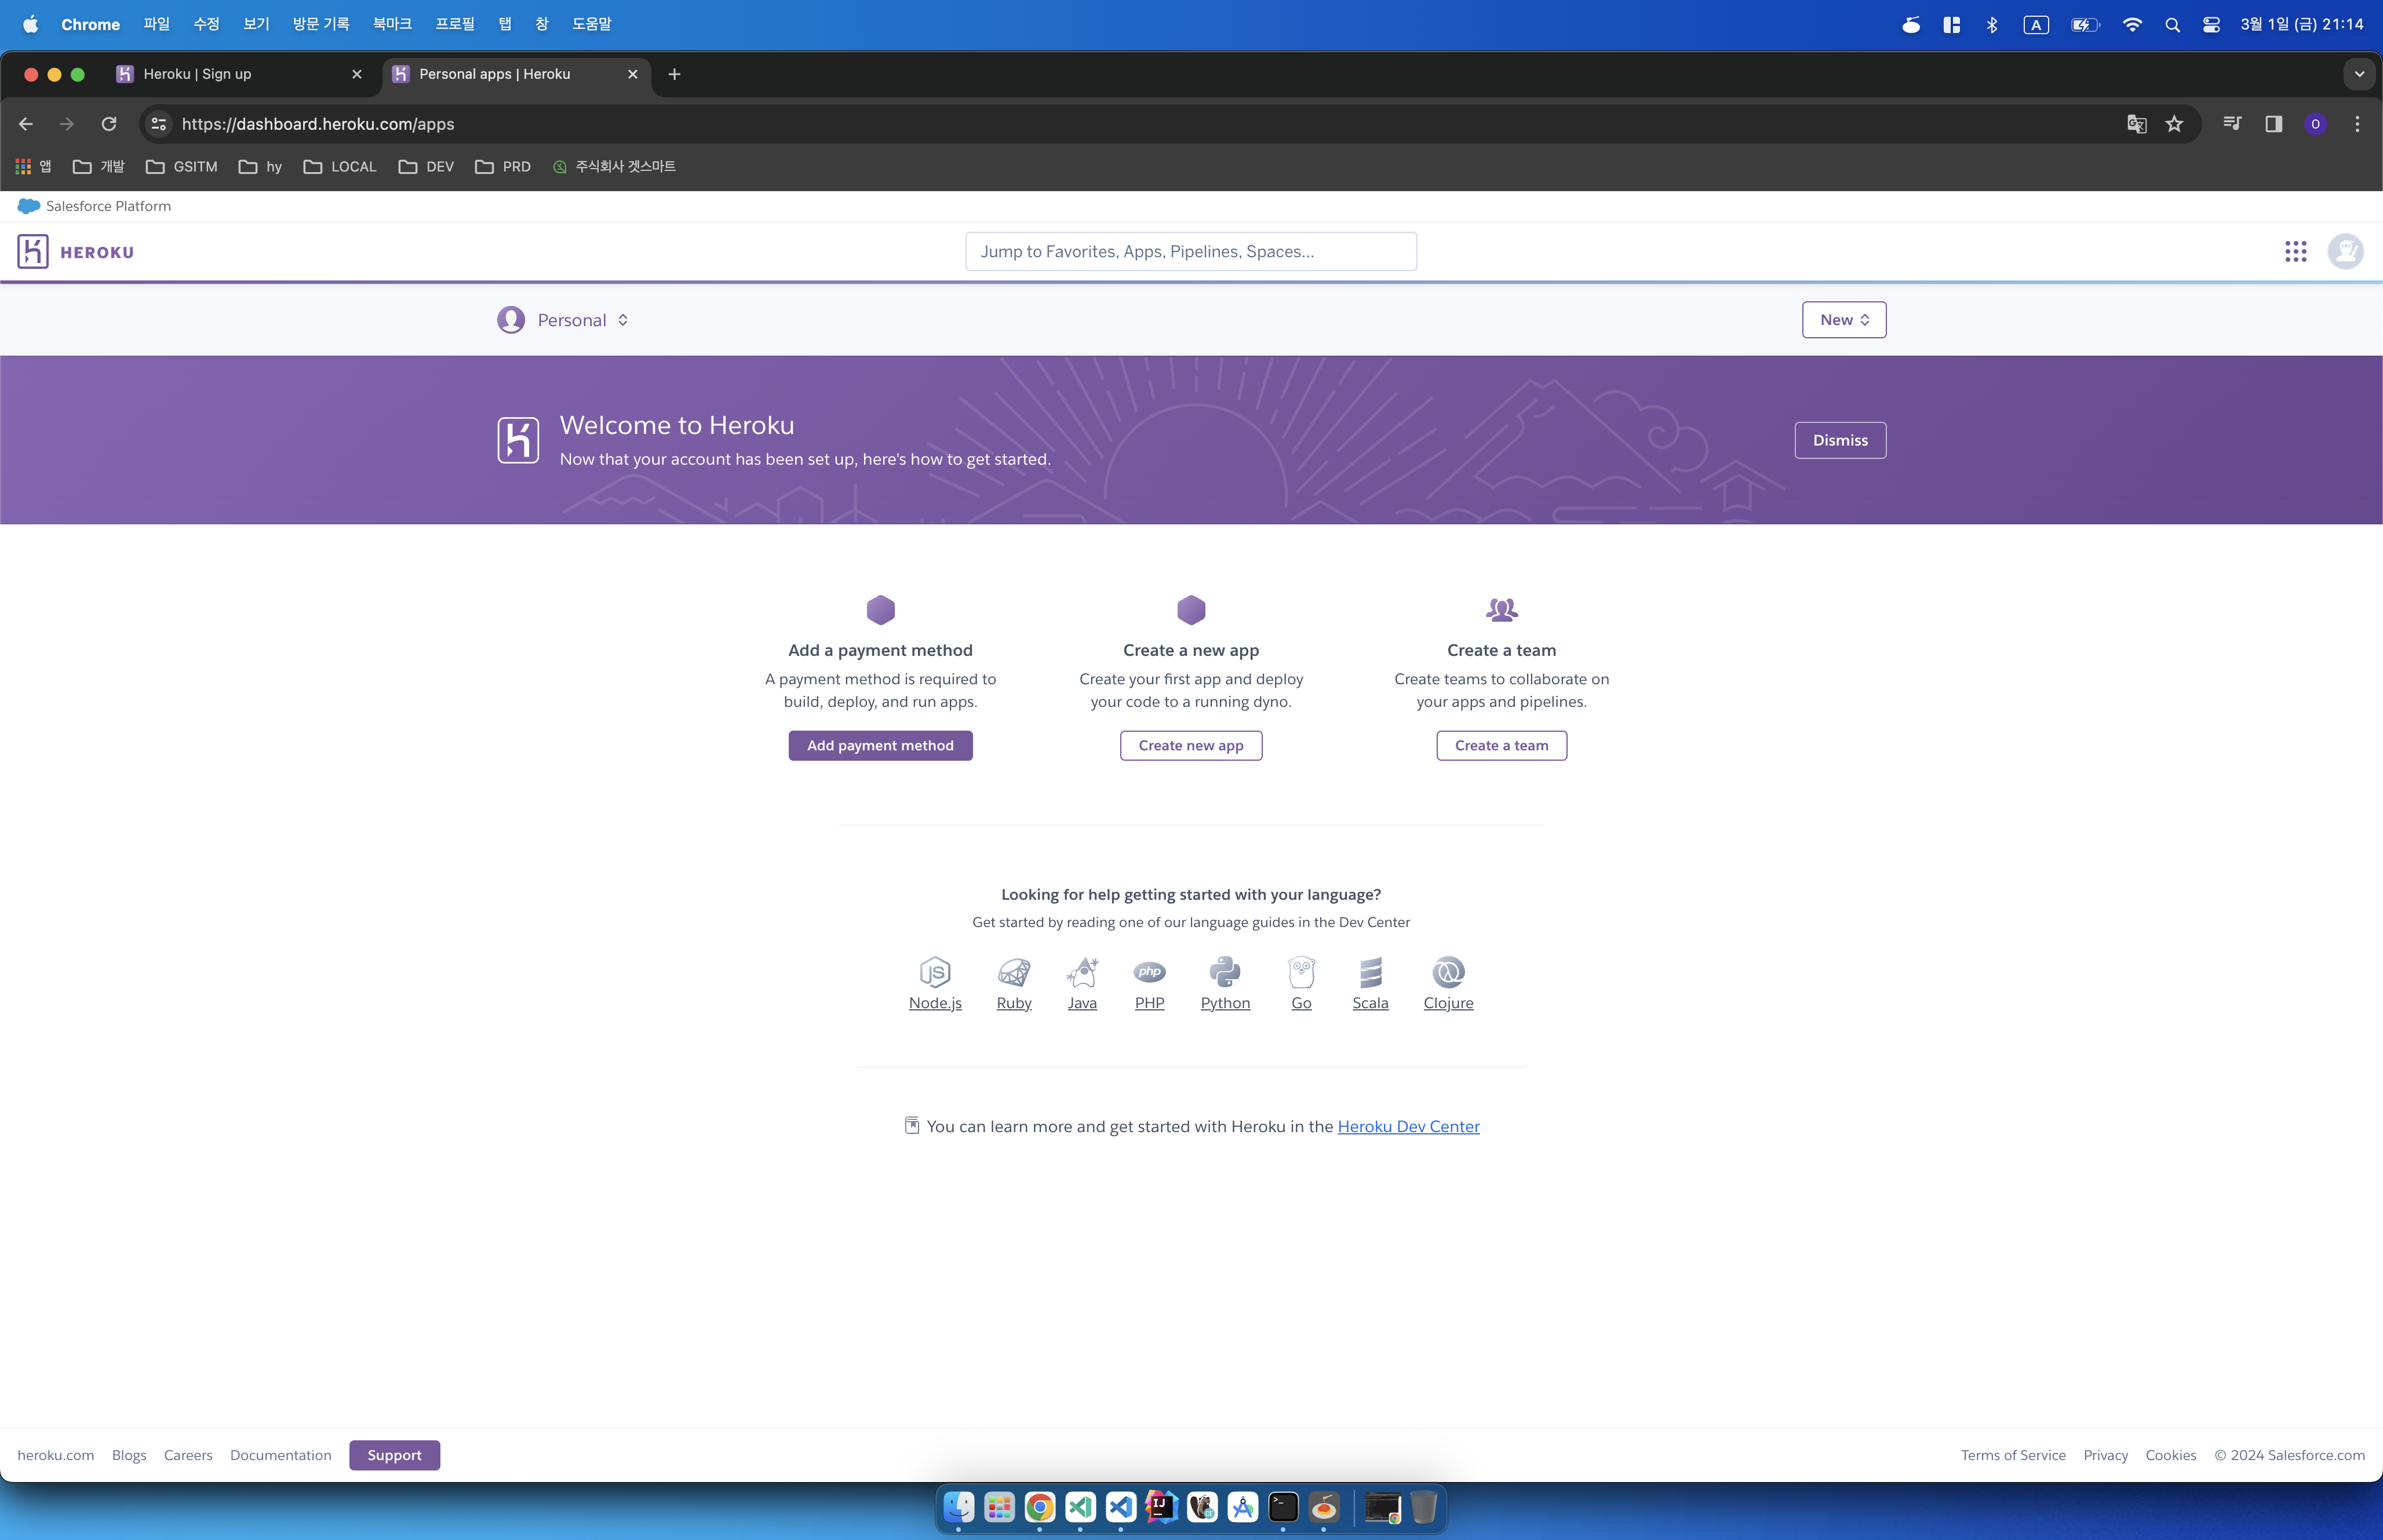 Chrome 파일 수정 보기 방문 기록 북마크 프로필 탭 창 도움말 A 3월 1일 (금) 21:14
Heroku | Sign up Personal apps | Heroku
https://dashboard.heroku.com/apps O
앱 개발 GSITM hy LOCAL DEV PRD 주식회사 겟스마트
Salesforce Platform
HEROKU Jump to Favorites, Apps, Pipelines, Spaces...
Personal New
Welcome to Heroku
Now that your account has been set up, here's how to get started.
Dismiss
Add a payment method
A payment method is required to
build, deploy, and run apps.
Add payment method
Create a new app
Create your first app and deploy
your code to a running dyno.
Create new app
Create a team
Create teams to collaborate on
your apps and pipelines.
Create a team
Looking for help getting started with your language?
Get started by reading one of our language guides in the Dev Center
JS php
Node.js Ruby Java PHP Python Go Scala Clojure
You can learn more and get started with Heroku in the Heroku Dev Center
heroku.com Blogs Careers Documentation Support Terms of Service Privacy Cookies © 2024 Salesforce.com
IJ